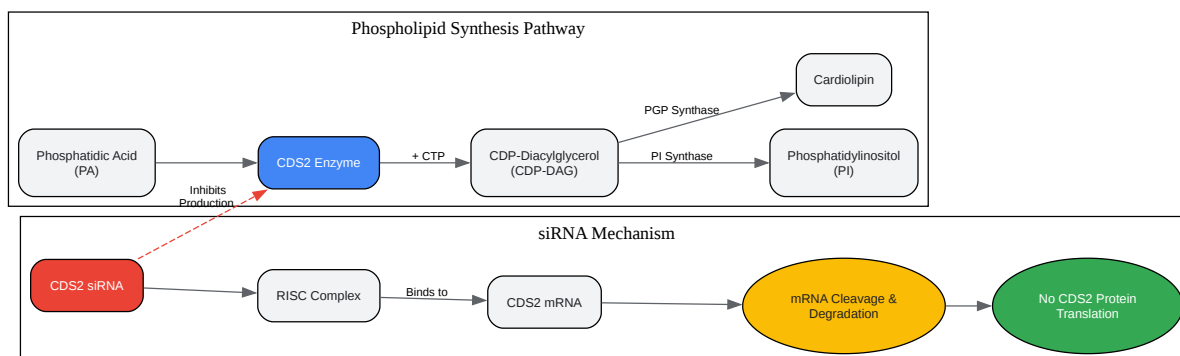 Phospholipid Synthesis Pathway
Cardiolipin
PGP Synthase
Phosphatidic Acid
(PA)
CDS2 Enzyme
+ CTP
CDP-Diacylglycerol
(CDP-DAG)
PI Synthase
Phosphatidylinositol
(PI)
Inhibits
Production
siRNA Mechanism
CDS2 siRNA
RISC Complex
Binds to
CDS2 mRNA
mRNA Cleavage &
Degradation
No CDS2 Protein
Translation